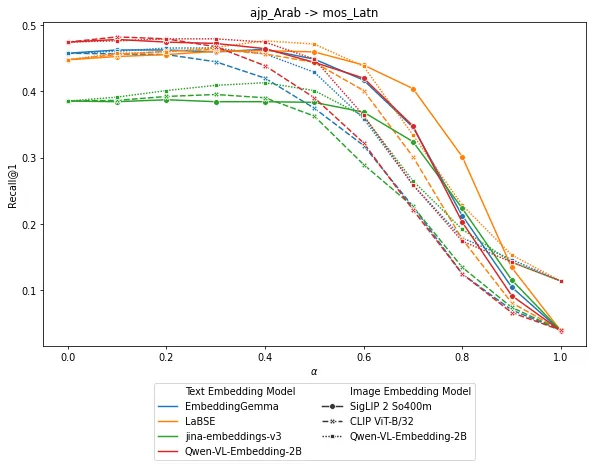 ajp_Arab -> mos_Latn
0.5
0.4
0.3
0.2
0.1
Recall@1
0.0 0.2 0.4 0.6 0.8 1.0
α
Text Embedding Model Image Embedding Model
EmbeddingGemma SigLIP 2 So400m
LaBSE CLIP ViT-B/32
jina-embeddings-v3 Qwen-VL-Embedding-2B
Qwen-VL-Embedding-2B